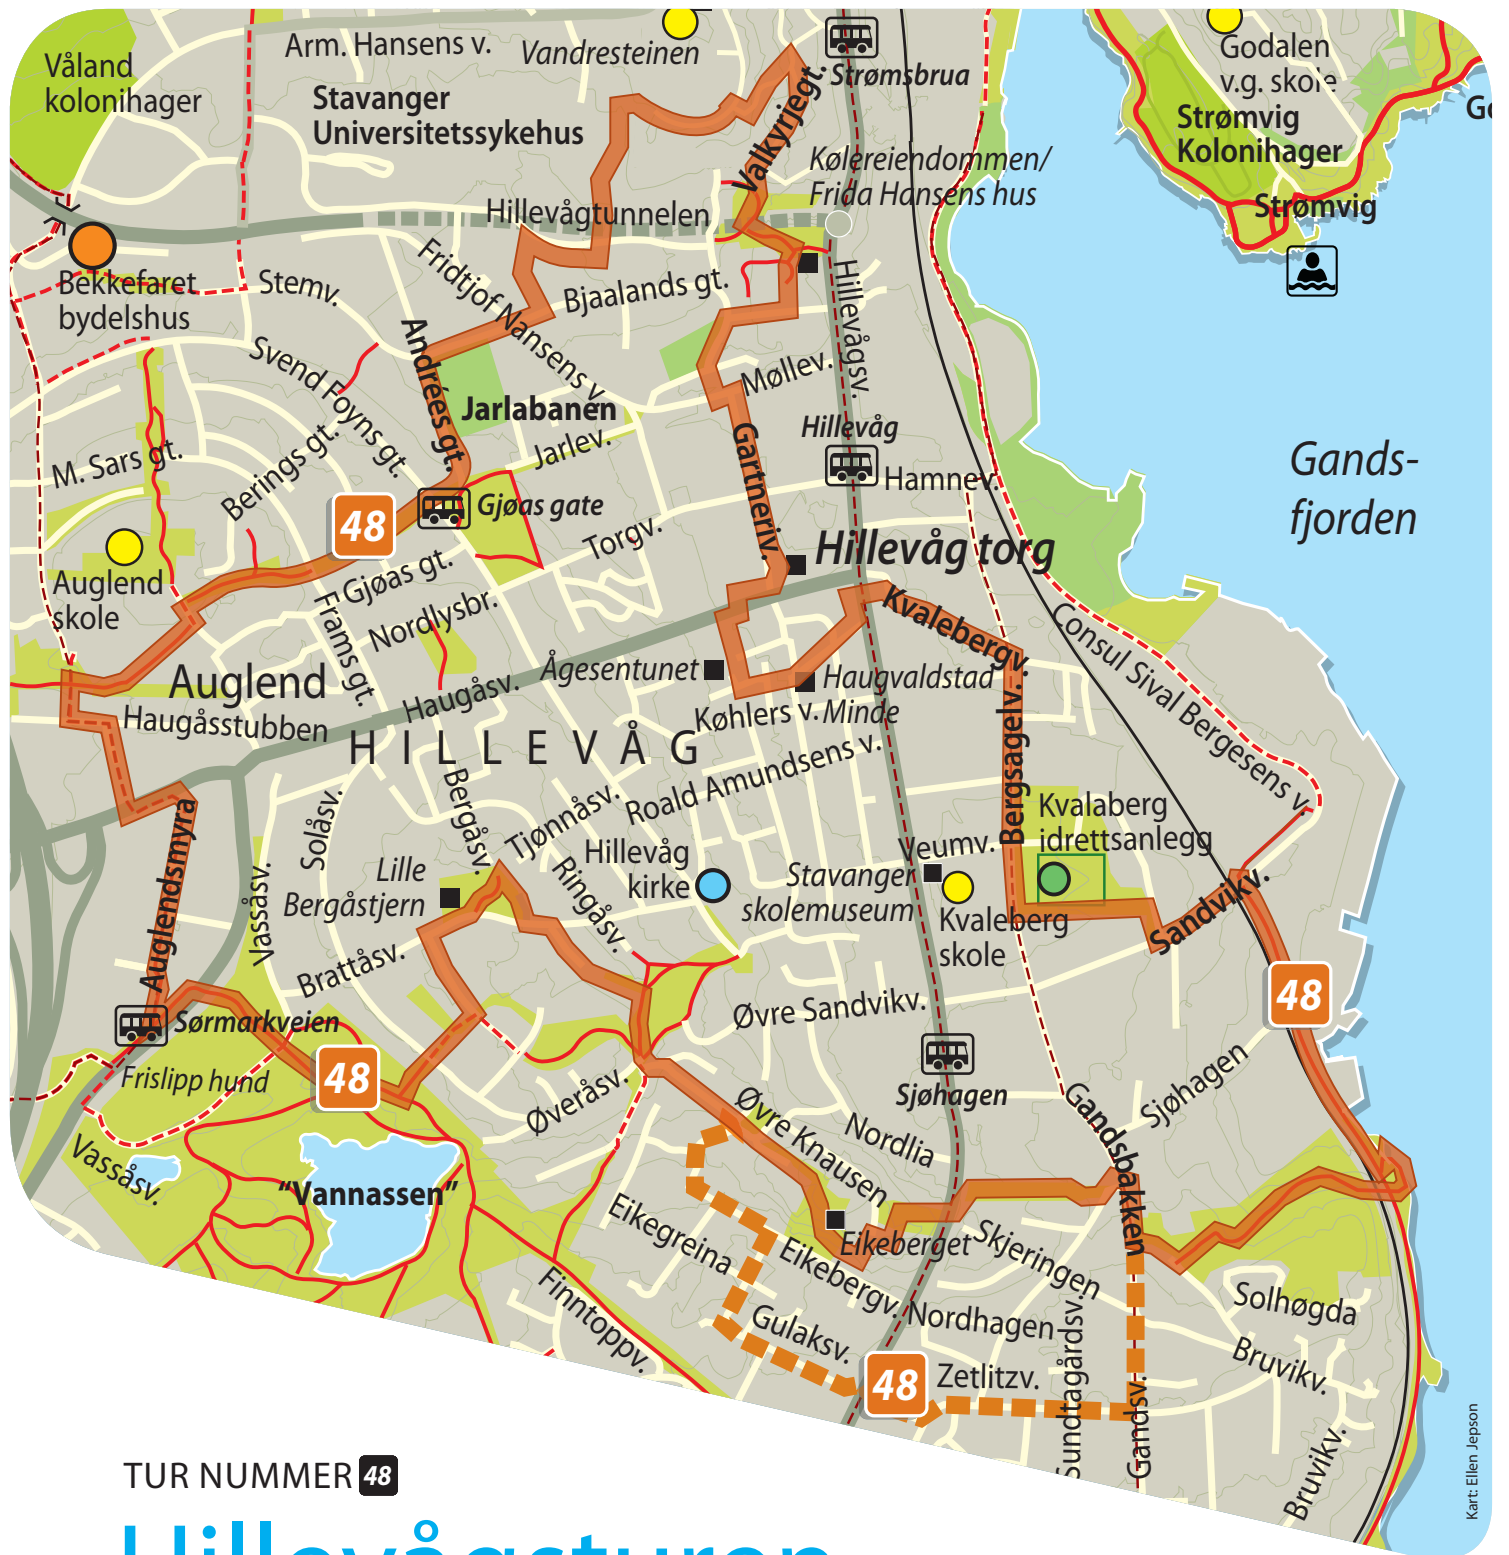 Våland
kolonihager
Arm. Hansens v.
Vandresteinen
Strømsbrua
Godalen
v.g. skole
Stavanger
Universitetssykehus
Valkyrjegt.
Strømvig
Kolonihager
Kølereiendommen/
Frida Hansens hus
Strømvig
Hillevågtunnelen
Bekkefaret
bydelshus
Stemv.
Fridtjof Nansens v.
Bjaalands gt.
Hillevågsv.
Andrées gt.
Svend Foyns gt.
Møllev.
Jarlabanen
Jarlev.
Hillevåg
Gartneriv.
Hamnev.
M. Sars gt.
Berings gt.
Gands-
fjorden
48
Gjøas gate
Torgv.
Hillevåg torg
Auglend
skole
Gjøas gt.
Nordlysbr.
Framsgt.
Kvalebergv.
Consul Sival Bergesens v.
Auglend
Haugåsstubben
Haugåsv.
Ågesentunet
Haugvaldstad
Minde
Køhlers v.
HILLEVÅG
Roald Amundsens v.
Bergsagelv.
Bergåsv.
Tjønnåsv.
Solåsv.
Kvalaberg
idrettsanlegg
Veumv.
Auglendsmyra
Vassåsv.
Lille
Bergåstjern
Ringåsv.
Hillevåg
kirke
Stavanger
skolemuseum
Kvaleberg
skole
Sandvikv.
Brattåsv.
Øvre Sandvikv.
48
Sørmarkveien
Frislipp hund
48
Øveråsv.
Sjøhagen
Sjøhagen
Øvre Knausen
Nordlia
Gandsbakken
Vassåsv.
"Vannassen"
Eikegreina
Eikeberget
Skjeringen
Eikebergv.
Nordhagen
Solhøgda
Finntoppv.
Gulaksv.
48
Zetlitzv.
Sundtagårdsv.
Gandsv.
Bruvikv.
Bruvikv.
Kart: Ellen Jepson
TUR NUMMER 48
Hillevågsturen